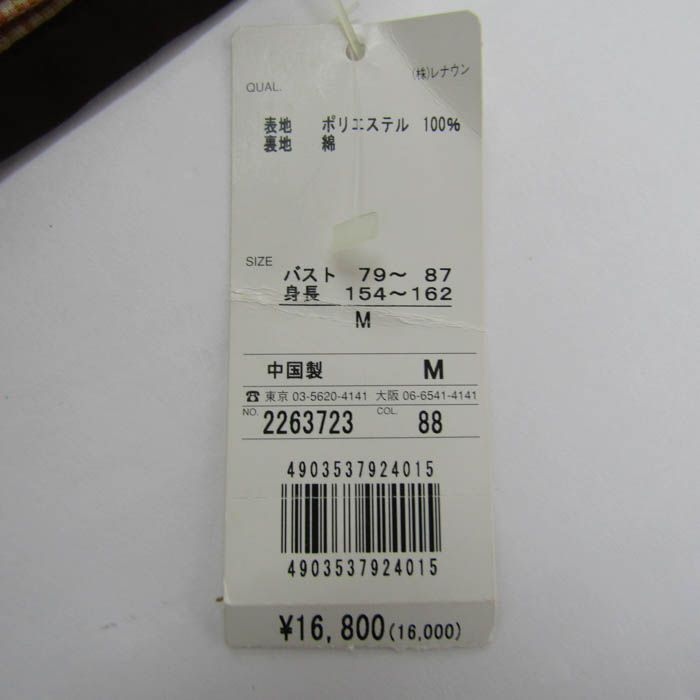 (株)レナウン
QUAL.
表地 ポリエステル 100%
裏地 綿
SIZE
バスト 79〜 87
身長 154〜162
M
中国製 M
☎ 東京 03-5620-4141 大阪 06-6541-4141
NO. 2263723 COL. 88
4903537924015
4903537924015
¥16,800(16,000)